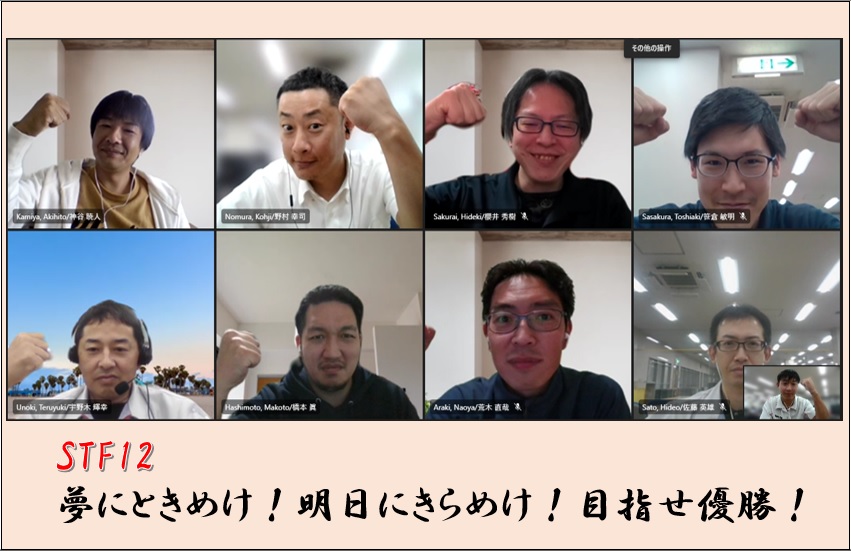 その他の操作
Kamiya, Akihito/神谷 暁人
Nomura, Kohji/野村 幸司
Sakurai, Hideki/櫻井 秀樹
Sasakura, Toshiaki/笹倉 敏明
Unoki, Teruyuki/宇野木 輝幸
Hashimoto, Makoto/橋本 眞
Araki, Naoya/荒木 直哉
Sato, Hideo/佐藤 英雄
STF12
夢にときめけ！明日にきらめけ！目指せ優勝！